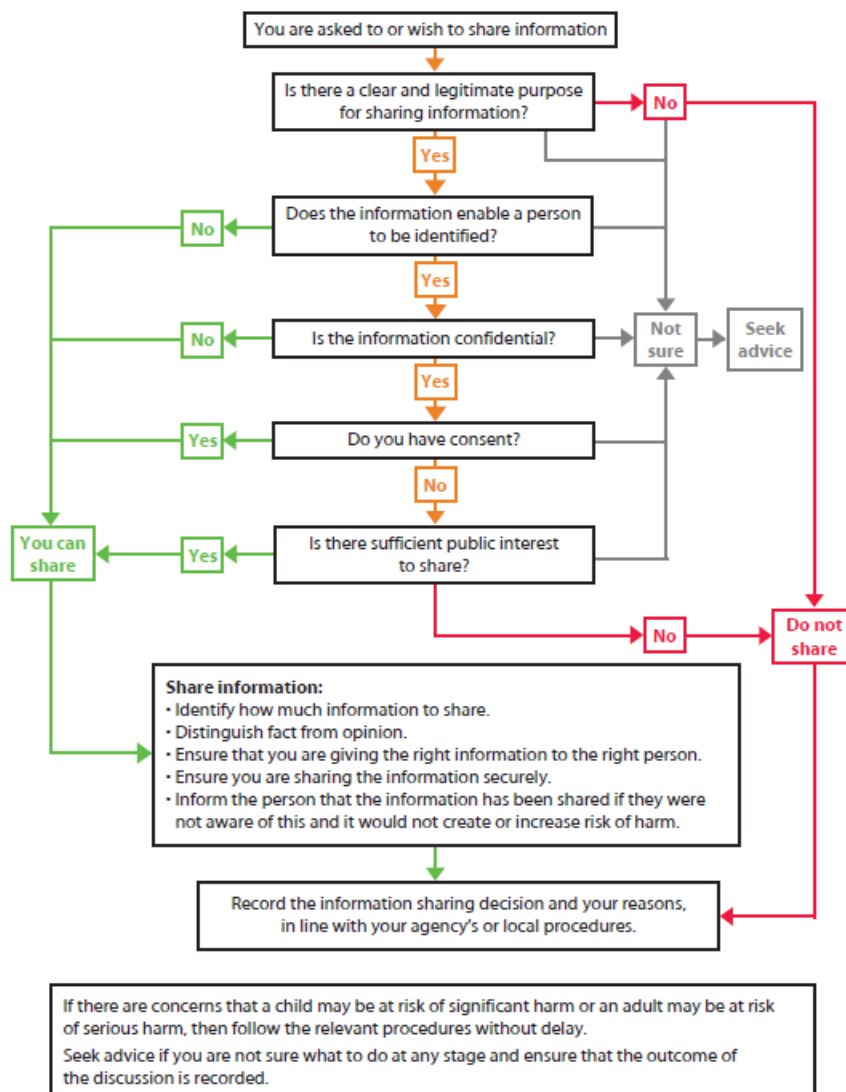 You are asked to or wish to share information
Is there a clear and legitimate purpose
for sharing information?
No
Yes
Does the information enable a person
to be identified?
No
Yes
Is the information confidential?
No
Not
sure
Seek
advice
Yes
Do you have consent?
Yes
No
Is there sufficient public interest
to share?
Yes
You can
share
No
Do not
share
Share information:
• Identify how much information to share.
• Distinguish fact from opinion.
• Ensure that you are giving the right information to the right person.
• Ensure you are sharing the information securely.
• Inform the person that the information has been shared if they were
not aware of this and it would not create or increase risk of harm.
Record the information sharing decision and your reasons,
in line with your agency's or local procedures.
If there are concerns that a child may be at risk of significant harm or an adult may be at risk
of serious harm, then follow the relevant procedures without delay.
Seek advice if you are not sure what to do at any stage and ensure that the outcome of
the discussion is recorded.